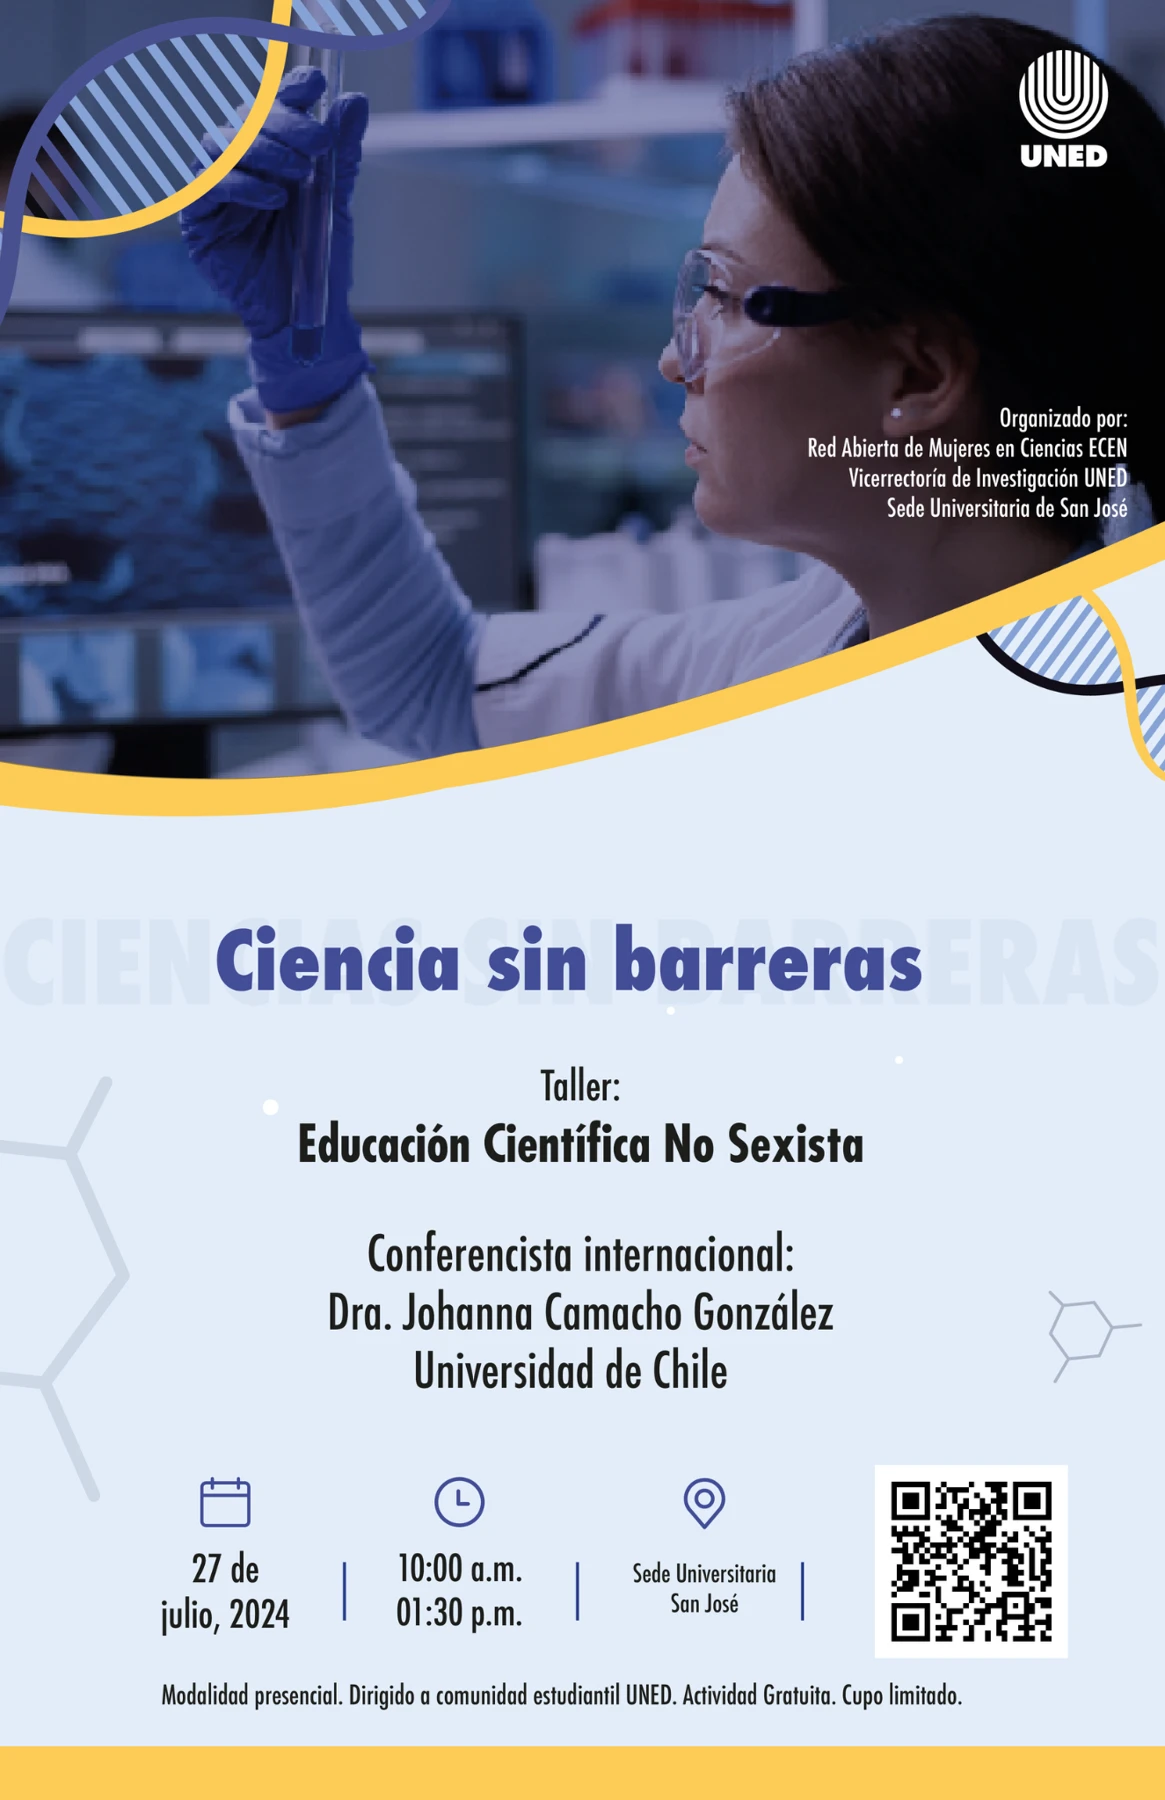 UNED
Organizado por:
Red Abierta de Mujeres en Ciencias ECEN
Vicerrectoría de Investigación UNED
Sede Universitaria de San José
CIENCIAS SIN BARRERAS
Ciencia sin barreras
Taller:
Educación Científica No Sexista
Conferencista internacional:
Dra. Johanna Camacho González
Universidad de Chile
27 de
julio, 2024
10:00 a.m.
01:30 p.m.
Sede Universitaria
San José
Modalidad presencial. Dirigido a comunidad estudiantil UNED. Actividad Gratuita. Cupo limitado.